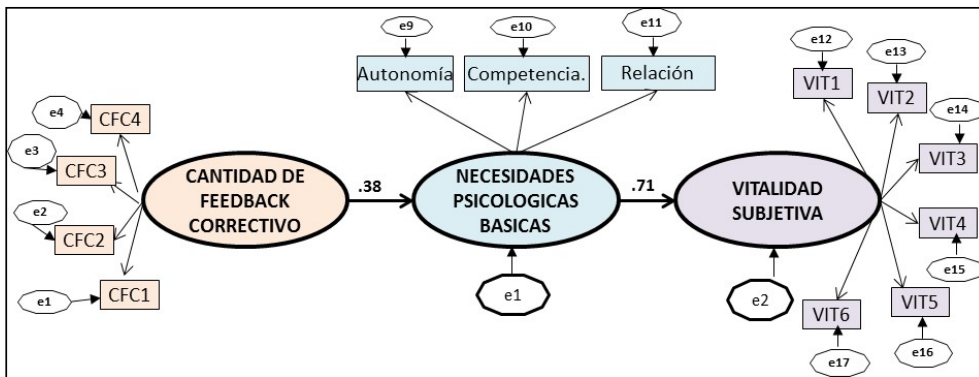 e9
e10
e11
Autonomía
Competencia.
Relación
e12
e13
VIT1
VIT2
e14
VIT3
e4
CFC4
e3
CFC3
e2
CFC2
e1
CFC1
CANTIDAD DE
FEEDBACK
CORRECTIVO
.38
NECESIDADES
PSICOLOGICAS
BASICAS
.71
VITALIDAD
SUBJETIVA
VIT4
e15
e1
e2
VIT6
VIT5
e17
e16